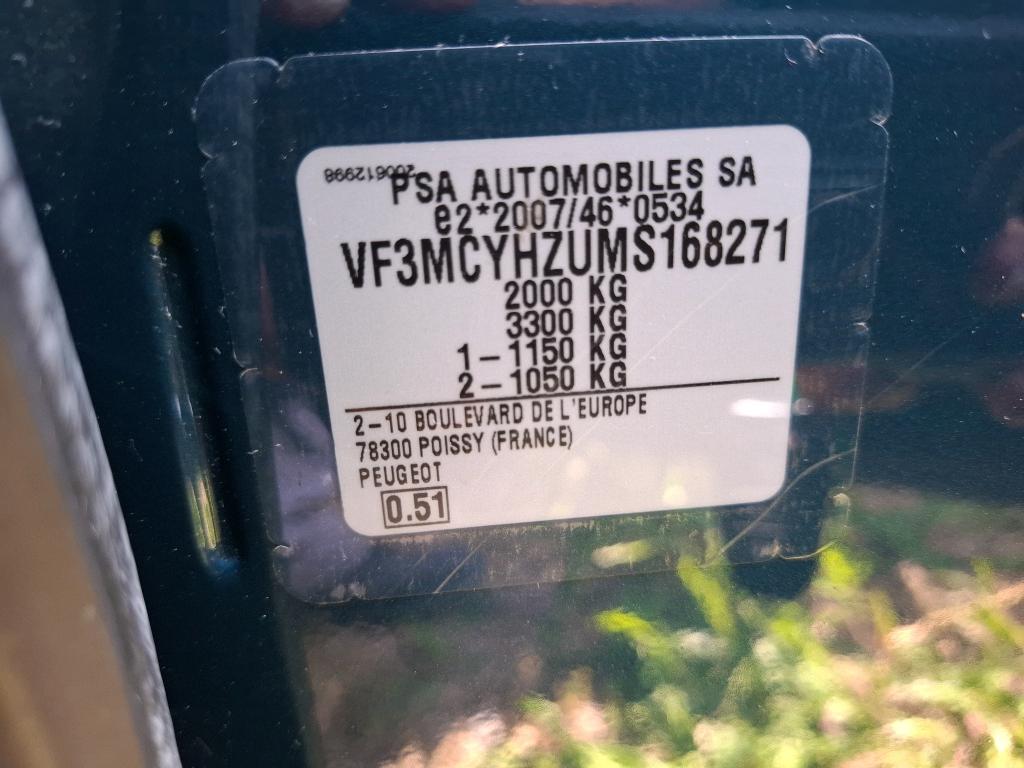 200612998
PSA AUTOMOBILES SA
e2*2007/46*0534
VF3MCYHZUMS168271
2000 KG
3300 KG
1-1150 KG
2-1050 KG
2-10 BOULEVARD DE L'EUROPE
78300 POISSY (FRANCE)
PEUGEOT
0.51